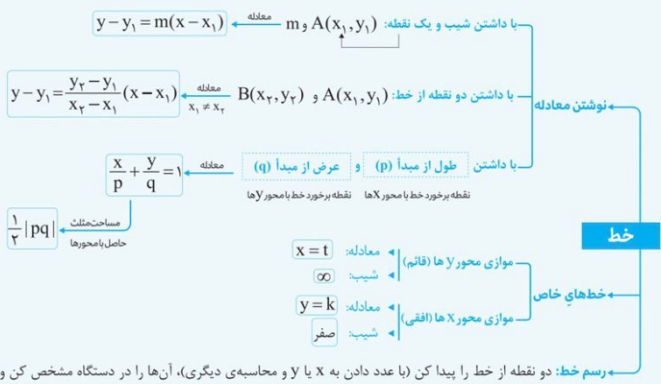 با داشتن شیب و یک نقطه: A(x₁,y₁) و m معادله y−y₁=m(x−x₁)
نوشتن معادله
با داشتن دو نقطه از خط: A(x₁,y₁) و B(x₂,y₂) معادله x₁≠x₂ y−y₁=(y₂−y₁)/(x₂−x₁)(x−x₁)
با داشتن طول از مبدأ (p) و عرض از مبدأ (q) معادله x/p + y/q = ۱
نقطه برخورد خط با محور xها نقطه برخورد خط با محور yها
مساحت مثلث حاصل با محورها ۱/۲|pq|
خط
خط‌های خاص
موازی محور y ها (قائم)
معادله: x=t
شیب: ∞
موازی محور x ها (افقی)
معادله: y=k
شیب: صفر
رسم خط: دو نقطه از خط را پیدا کن (با عدد دادن به x یا y و محاسبه‌ی دیگری)، آن‌ها را در دستگاه مشخص کن و